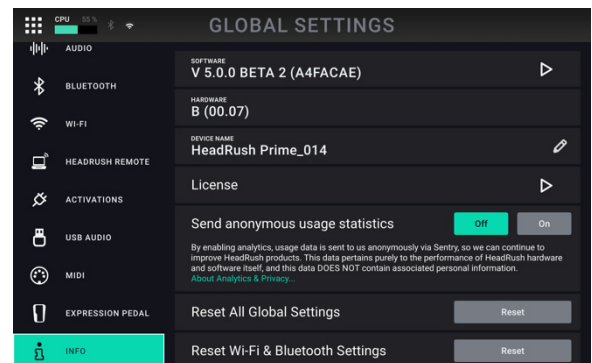 CPU 55 %
GLOBAL SETTINGS
AUDIO
BLUETOOTH
WI-FI
HEADRUSH REMOTE
ACTIVATIONS
USB AUDIO
MIDI
EXPRESSION PEDAL
INFO
SOFTWARE
V 5.0.0 BETA 2 (A4FACAE)
HARDWARE
B (00.07)
DEVICE NAME
HeadRush Prime_014
License
Send anonymous usage statistics
Off
On
By enabling analytics, usage data is sent to us anonymously via Sentry, so we can continue to
improve HeadRush products. This data pertains purely to the performance of HeadRush hardware
and software itself, and this data DOES NOT contain associated personal information.
About Analytics & Privacy...
Reset All Global Settings
Reset
Reset Wi-Fi & Bluetooth Settings
Reset